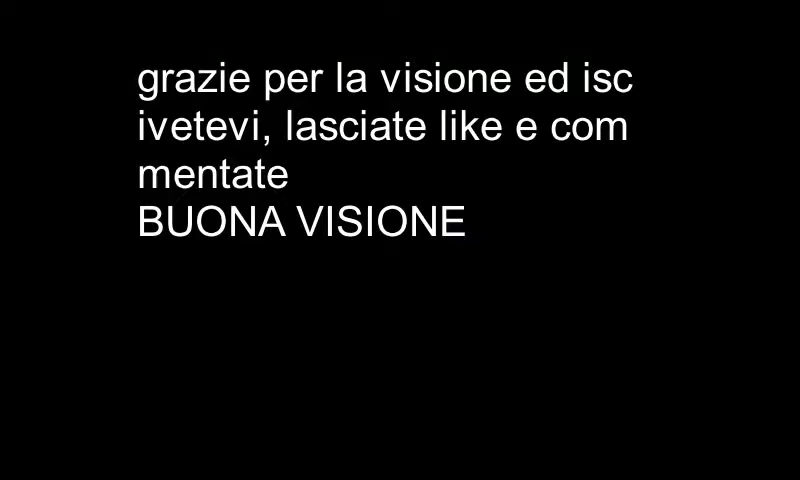 grazie per la visione ed isc
ivetevi, lasciate like e com
mentate
BUONA VISIONE